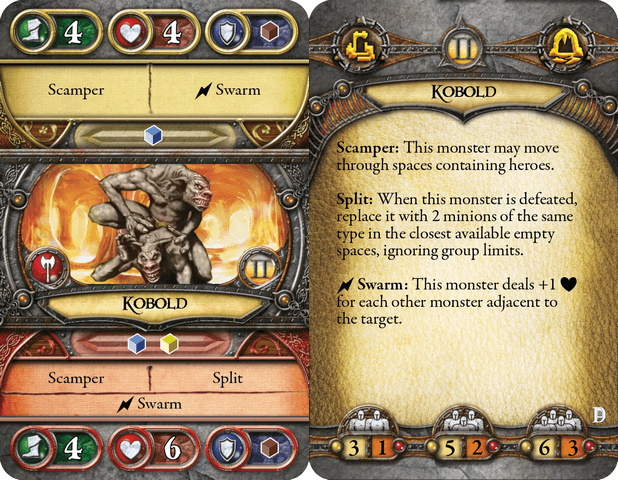 4 4
Scamper Swarm
II
KOBOLD
Scamper Split
Swarm
4 6
II
KOBOLD
Scamper: This monster may move
through spaces containing heroes.
Split: When this monster is defeated,
replace it with 2 minions of the same
type in the closest available empty
spaces, ignoring group limits.
Swarm: This monster deals +1
for each other monster adjacent to
the target.
D
3 1 5 2 6 3